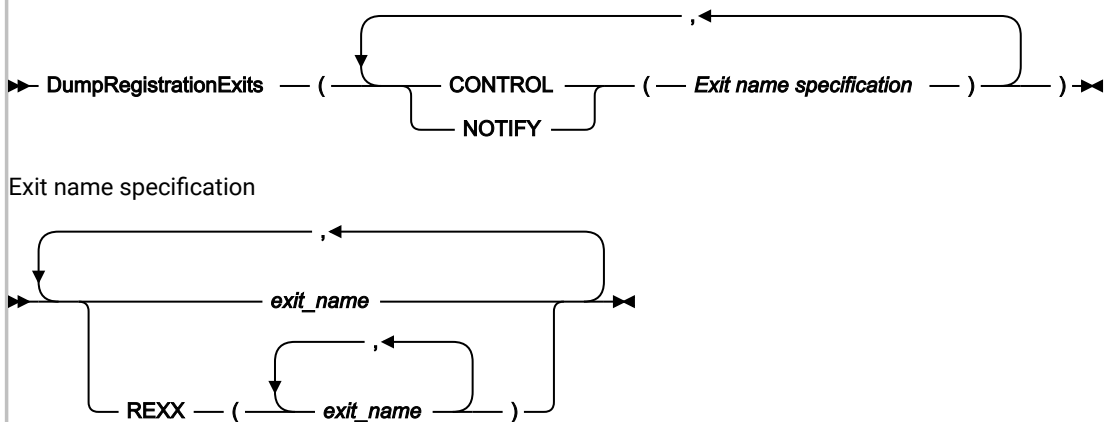 ,
DumpRegistrationExits ( CONTROL ( Exit name specification ) )
NOTIFY
Exit name specification
,
exit_name
,
REXX ( exit_name )